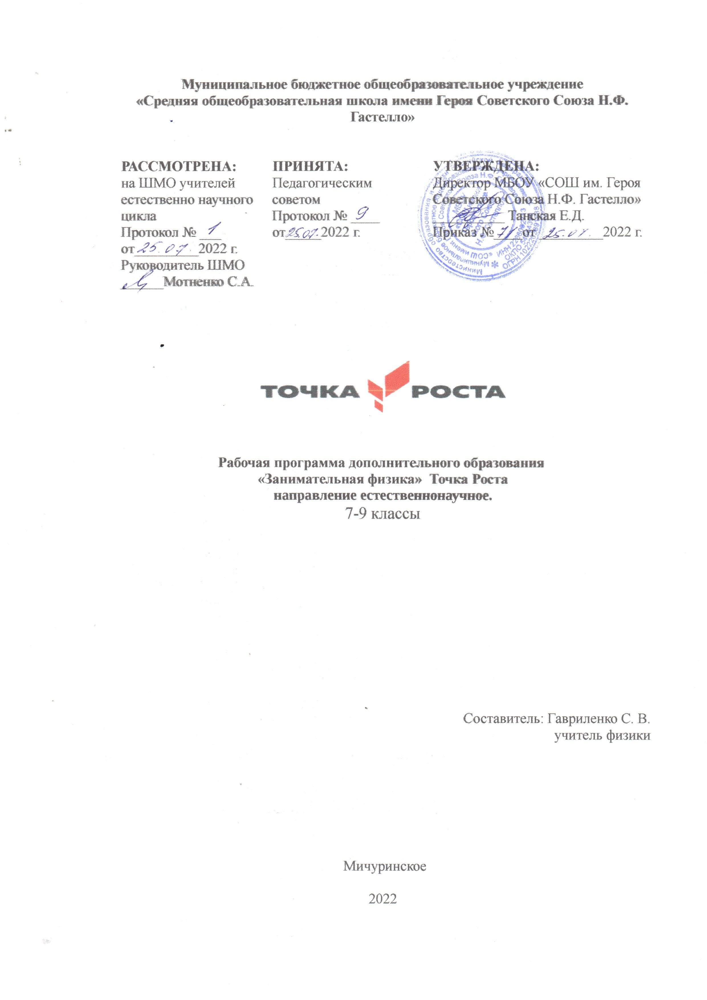 Муниципальное бюджетное общеобразовательное учреждение
«Средняя общеобразовательная школа имени Героя Советского Союза Н.Ф.
Гастелло»
РАССМОТРЕНА:
на ШМО учителей
естественно научного
цикла
Протокол № 1
от 25.07. 2022 г.
Руководитель ШМО
Мотненко С.А.
ПРИНЯТА:
Педагогическим
советом
Протокол № 9
от 25.07. 2022 г.
УТВЕРЖДЕНА:
Директор МБОУ «СОШ им. Героя
Советского Союза Н.Ф. Гастелло»
Танская Е.Д.
Приказ № 71 от 25.07. 2022 г.
ТОЧКА РОСТА
Рабочая программа дополнительного образования
«Занимательная физика» Точка Роста
направление естественнонаучное.
7-9 классы
Составитель: Гавриленко С. В.
учитель физики
Мичуринское
2022